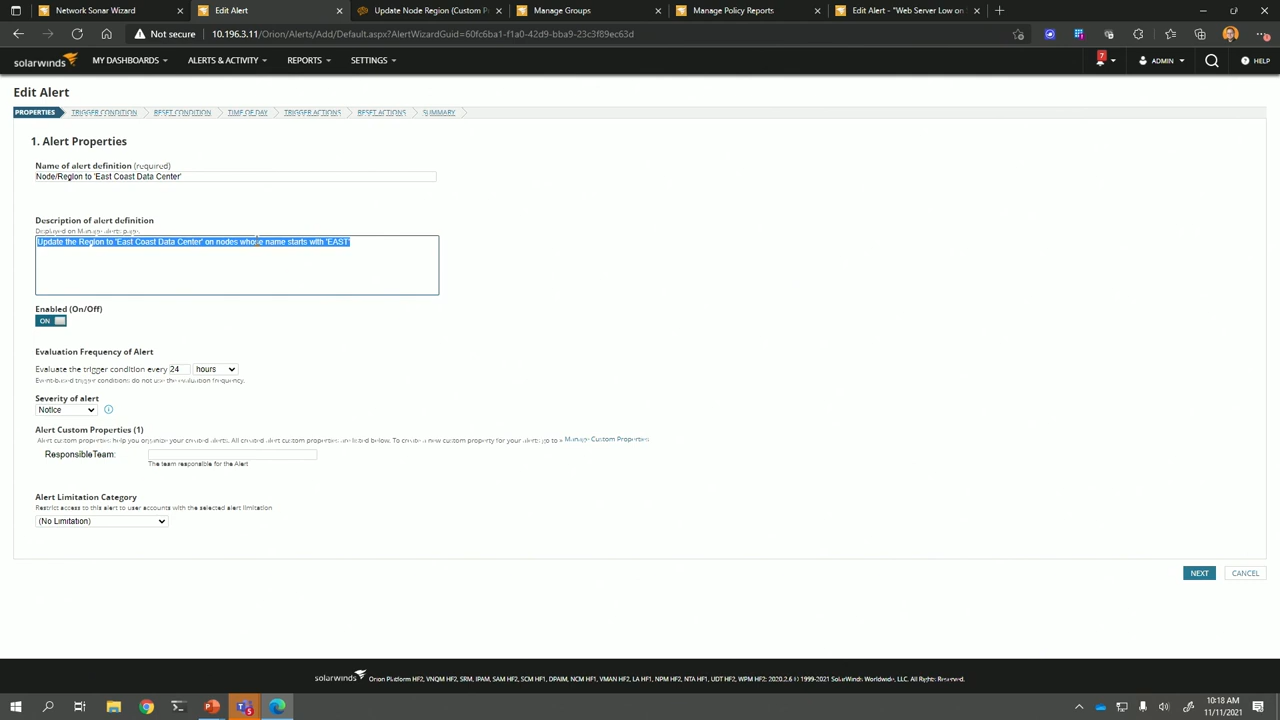 Network Sonar Wizard
Edit Alert
Update Node Region (Custom P
Manage Groups
Manage Policy Reports
Edit Alert - "Web Server Low on
Not secure
10.196.3.11/Orion/Alerts/Add/Default.aspx?AlertWizardGuid=60fc6ba1-f1a0-42d9-bba9-23c3f89ec63d
solarwinds
MY DASHBOARDS
ALERTS & ACTIVITY
REPORTS
SETTINGS
7
ADMIN
HELP
Edit Alert
PROPERTIES
TRIGGER CONDITION
RESET CONDITION
TIME OF DAY
TRIGGER ACTIONS
RESET ACTIONS
SUMMARY
1. Alert Properties
Name of alert definition (required)
Node/Region to 'East Coast Data Center'
Description of alert definition
Displayed on Manage alerts page.
Update the Region to 'East Coast Data Center' on nodes whose name starts with 'EAST'
Enabled (On/Off)
ON
Evaluation Frequency of Alert
Evaluate the trigger condition every 24 hours
Event-based trigger conditions do not use the evaluation frequency.
Severity of alert
Notice
Alert Custom Properties (1)
Alert custom properties help you organize your created alerts. All created alert custom properties are listed below. To create a new custom property for your alerts, go to » Manage Custom Properties
ResponsibleTeam:
The team responsible for the Alert
Alert Limitation Category
Restrict access to this alert to user accounts with the selected alert limitation
(No Limitation)
NEXT
CANCEL
solarwinds
Orion Platform HF2, VNQM HF2, SRM, IPAM, SAM HF2, SCM HF1, DPAIM, NCM HF1, VMAN HF2, LA HF1, NPM HF2, NTA HF1, UDT HF2, WPM HF2: 2020.2.6 © 1999-2021 SolarWinds Worldwide, LLC. All Rights Reserved.
10:18 AM
11/11/2021